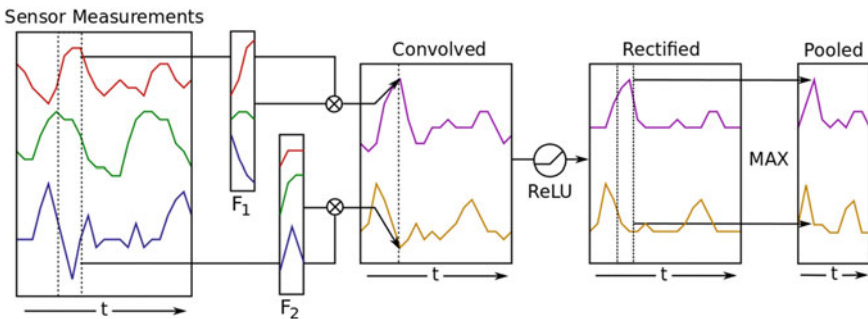 Sensor Measurements
Convolved
Rectified
Pooled
F1
F2
ReLU
MAX
t
t
t
t